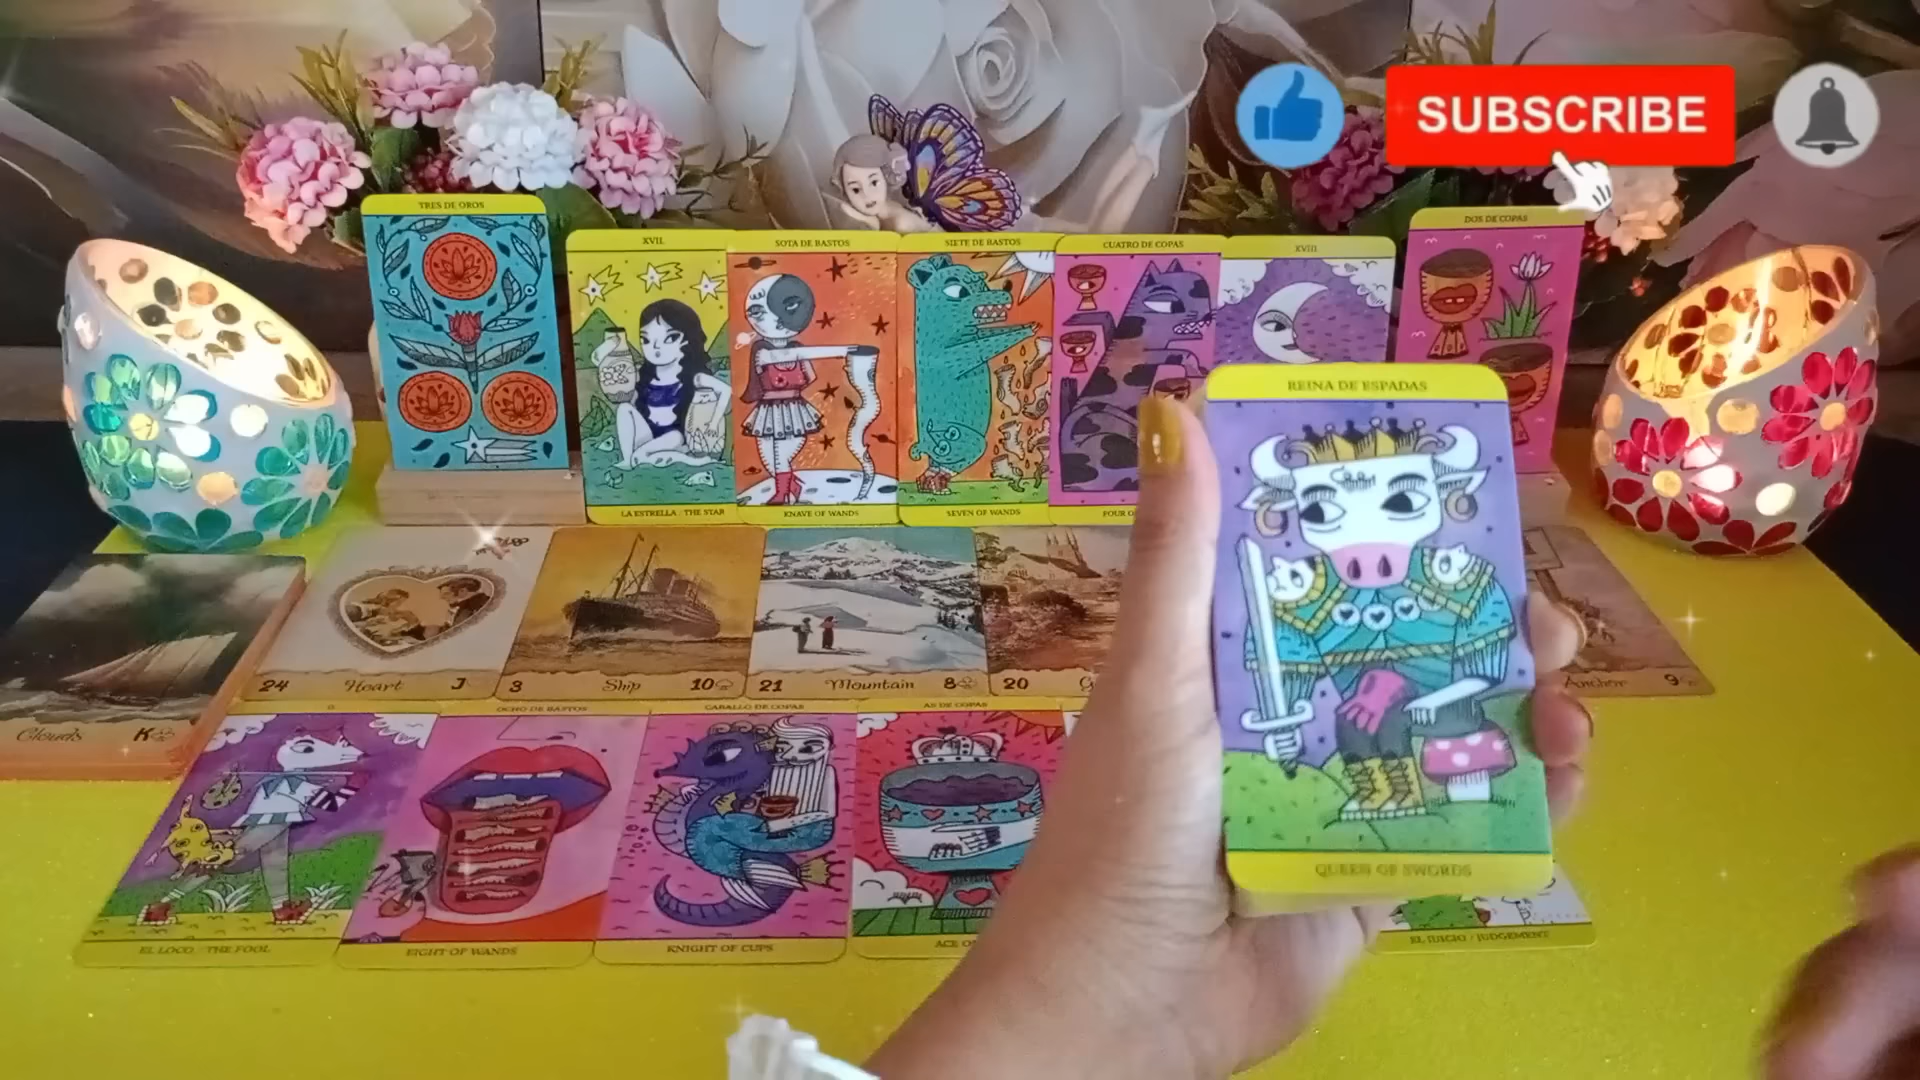 SUBSCRIBE
TRES DE OROS
XVII
SOTA DE BASTOS
SIETE DE BASTOS
CUATRO DE COPAS
XVIII
DOS DE COPAS
LA ESTRELLA / THE STAR
KNAVE OF WANDS
SEVEN OF WANDS
FOUR
REINA DE ESPADAS
QUEEN OF SWORDS
24 Heart J
3 Ship 10
21 Mountain 8
20
Anchor 9
Clouds K
0
OCHO DE BASTOS
CABALLO DE COPAS
AS DE COPAS
EL LOCO / THE FOOL
EIGHT OF WANDS
KNIGHT OF CUPS
ACE
EL JUICIO / JUDGEMENT